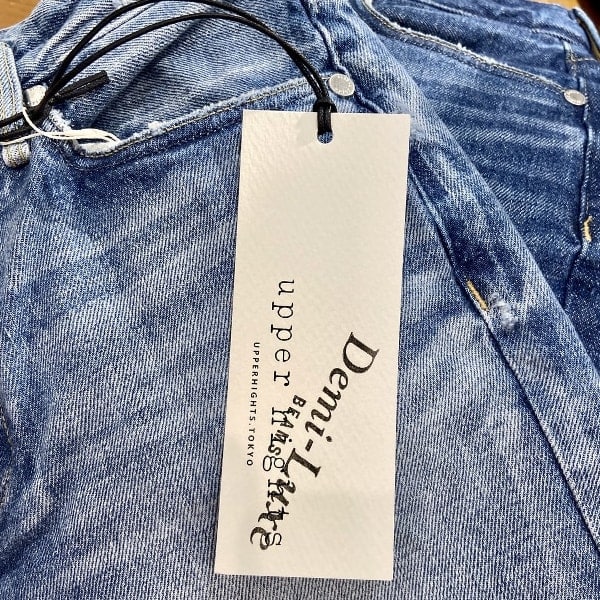 upper hights
UPPERHIGHTS.TOKYO
Demi-Luxe
BEAMS